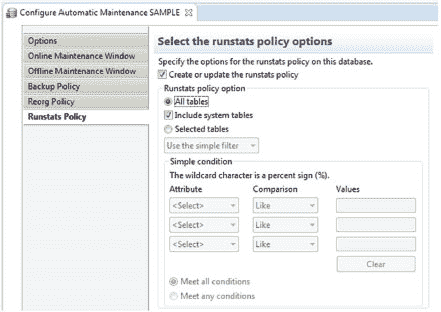 Configure Automatic Maintenance SAMPLE
Options
Online Maintenance Window
Offline Maintenance Window
Backup Policy
Reorg Policy
Runstats Policy
Select the runstats policy options
Specify the options for the runstats policy on this database.
Create or update the runstats policy
Runstats policy option
All tables
Include system tables
Selected tables
Use the simple filter
Simple condition
The wildcard character is a percent sign (%).
Attribute Comparison Values
<Select> Like
<Select> Like
<Select> Like
Clear
Meet all conditions
Meet any conditions